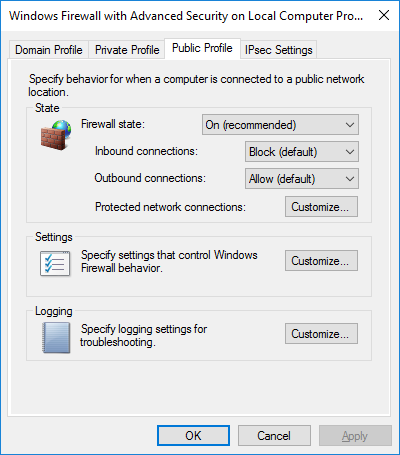 Windows Firewall with Advanced Security on Local Computer Pro...
Domain Profile Private Profile Public Profile IPsec Settings
Specify behavior for when a computer is connected to a public network
location.
State
Firewall state: On (recommended)
Inbound connections: Block (default)
Outbound connections: Allow (default)
Protected network connections: Customize...
Settings
Specify settings that control Windows
Firewall behavior.
Customize...
Logging
Specify logging settings for
troubleshooting.
Customize...
OK Cancel Apply